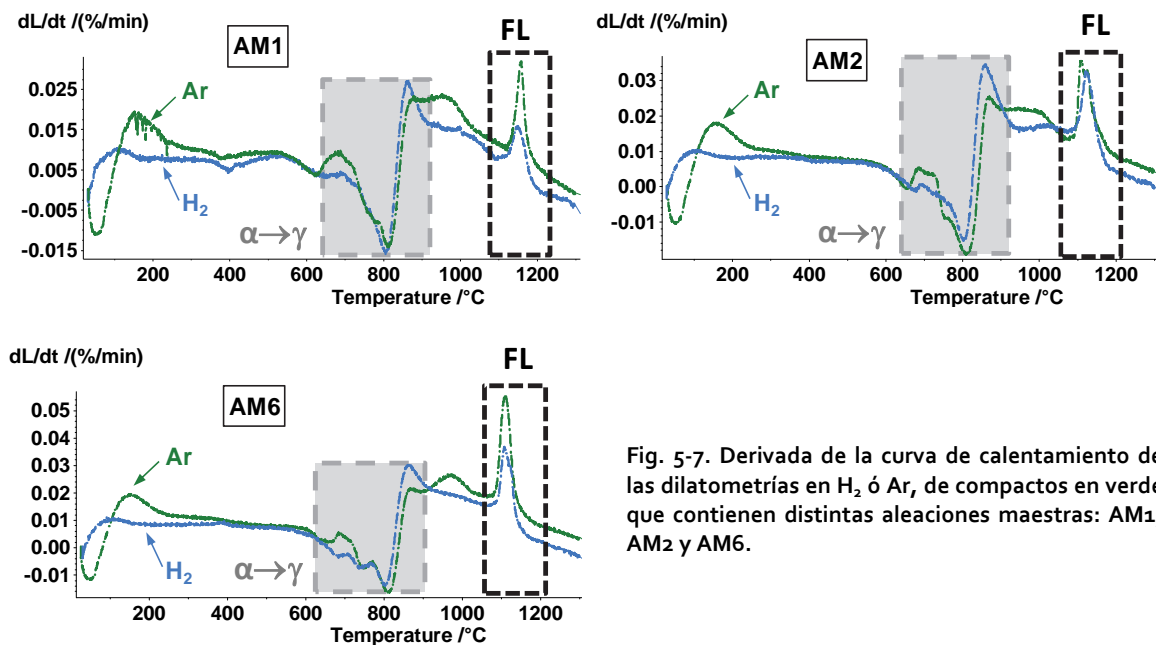 dL/dt /(%/min)
AM1
FL
0.025
0.015
0.005
-0.005
-0.015
Ar
H₂
α→γ
200 400 600 800 1000 1200
Temperature /°C
dL/dt /(%/min)
AM2
FL
0.03
0.02
0.01
0.00
-0.01
Ar
H₂
α→γ
200 400 600 800 1000 1200
Temperature /°C
dL/dt /(%/min)
AM6
FL
0.05
0.04
0.03
0.02
0.01
0.00
-0.01
Ar
H₂
α→γ
200 400 600 800 1000 1200
Temperature /°C
Fig. 5-7. Derivada de la curva de calentamiento de
las dilatometrías en H₂ ó Ar, de compactos en verde
que contienen distintas aleaciones maestras: AM1
AM2 y AM6.